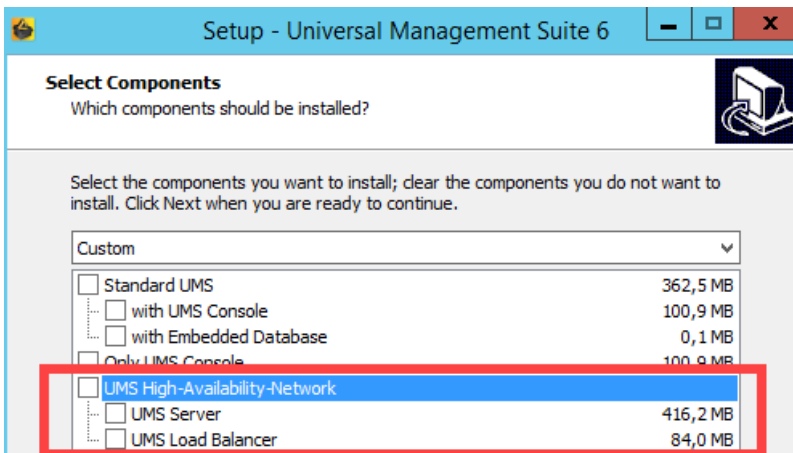 Setup - Universal Management Suite 6
Select Components
Which components should be installed?
Select the components you want to install; clear the components you do not want to
install. Click Next when you are ready to continue.
Custom
Standard UMS 362,5 MB
with UMS Console 100,9 MB
with Embedded Database 0,1 MB
Only UMS Console 100,9 MB
UMS High-Availability-Network
UMS Server 416,2 MB
UMS Load Balancer 84,0 MB